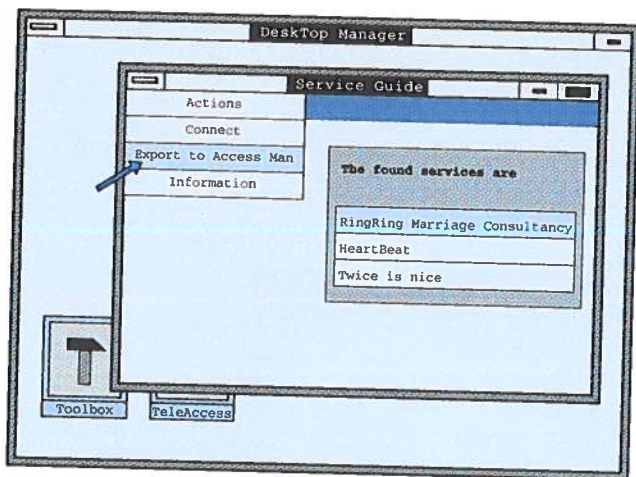 DeskTop Manager
Service Guide
Actions
Connect
Export to Access Man
Information
The found services are
RingRing Marriage Consultancy
HeartBeat
Twice is nice
Toolbox
TeleAccess